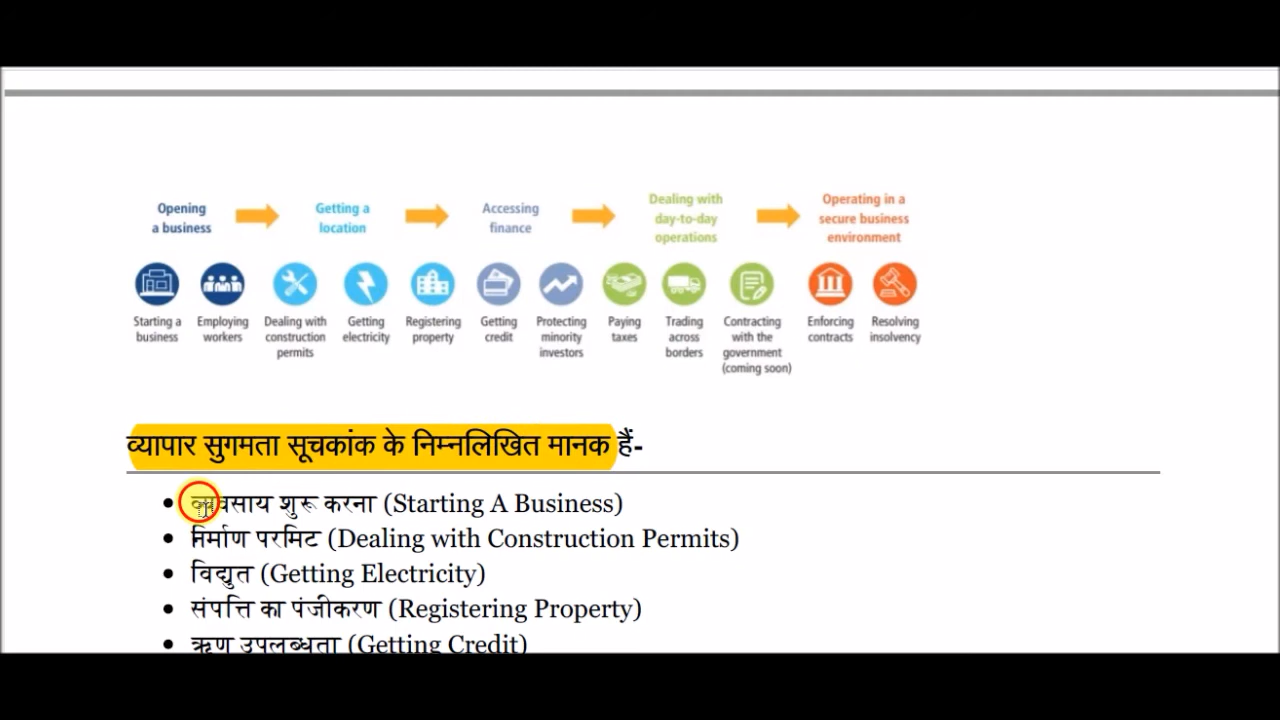 Opening
a business
Getting a
location
Accessing
finance
Dealing with
day-to-day
operations
Operating in a
secure business
environment
Starting a
business
Employing
workers
Dealing with
construction
permits
Getting
electricity
Registering
property
Getting
credit
Protecting
minority
investors
Paying
taxes
Trading
across
borders
Contracting
with the
government
(coming soon)
Enforcing
contracts
Resolving
insolvency
व्यापार सुगमता सूचकांक के निम्नलिखित मानक हैं-
व्यवसाय शुरू करना (Starting A Business)
निर्माण परमिट (Dealing with Construction Permits)
विद्युत (Getting Electricity)
संपत्ति का पंजीकरण (Registering Property)
ऋण उपलब्धता (Getting Credit)